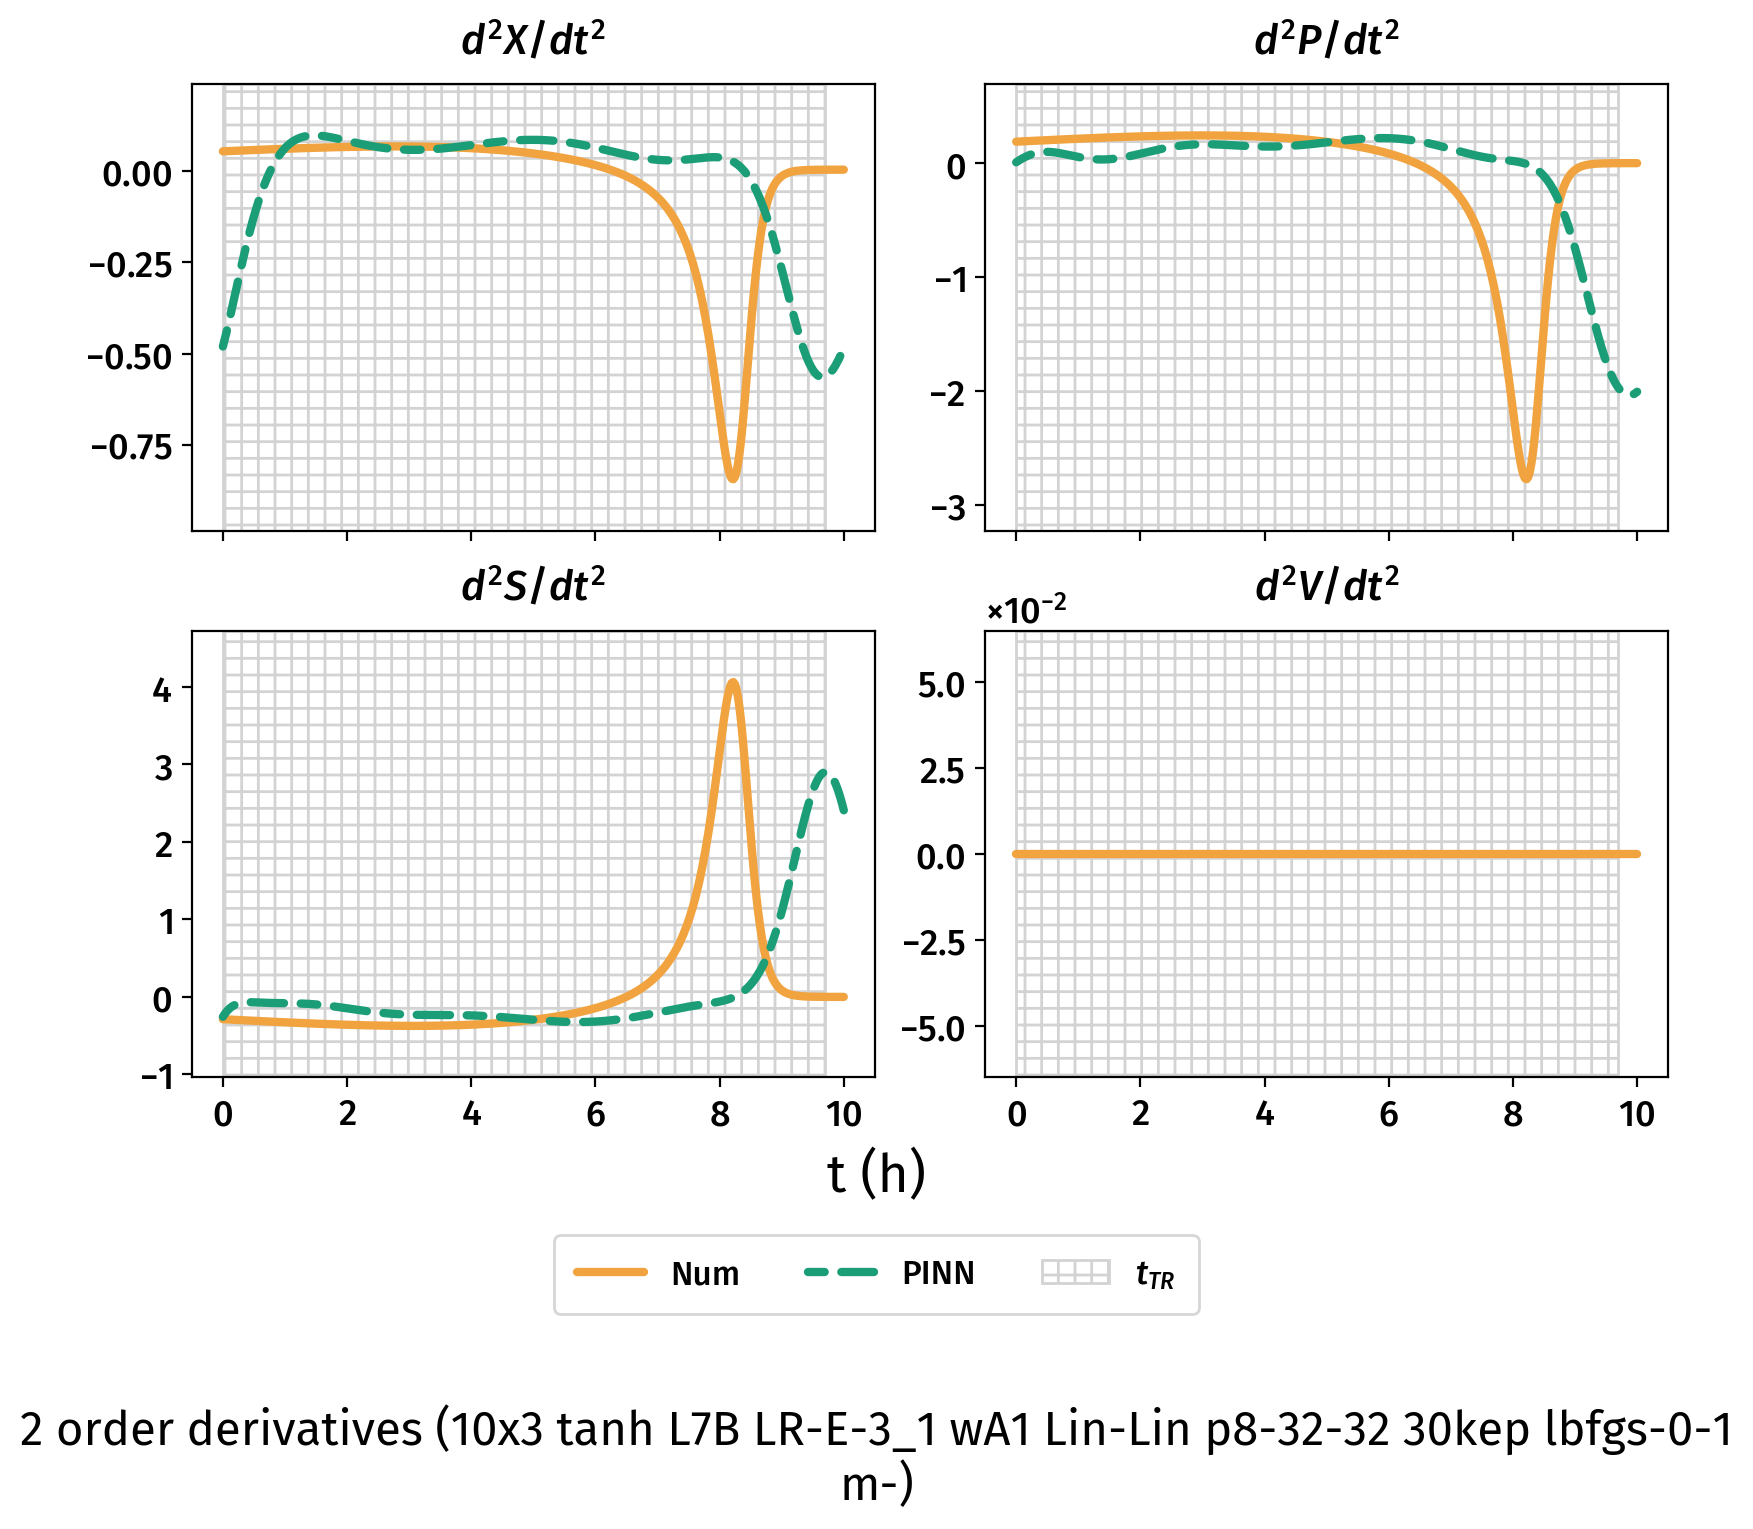 d²X/dt²
d²P/dt²
0.00
−0.25
−0.50
−0.75
0
−1
−2
−3
d²S/dt²
d²V/dt²
×10⁻²
4
3
2
1
0
−1
5.0
2.5
0.0
−2.5
−5.0
0 2 4 6 8 10
0 2 4 6 8 10
t (h)
Num PINN t_TR
2 order derivatives (10x3 tanh L7B LR-E-3_1 wA1 Lin-Lin p8-32-32 30kep lbfgs-0-1
m-)